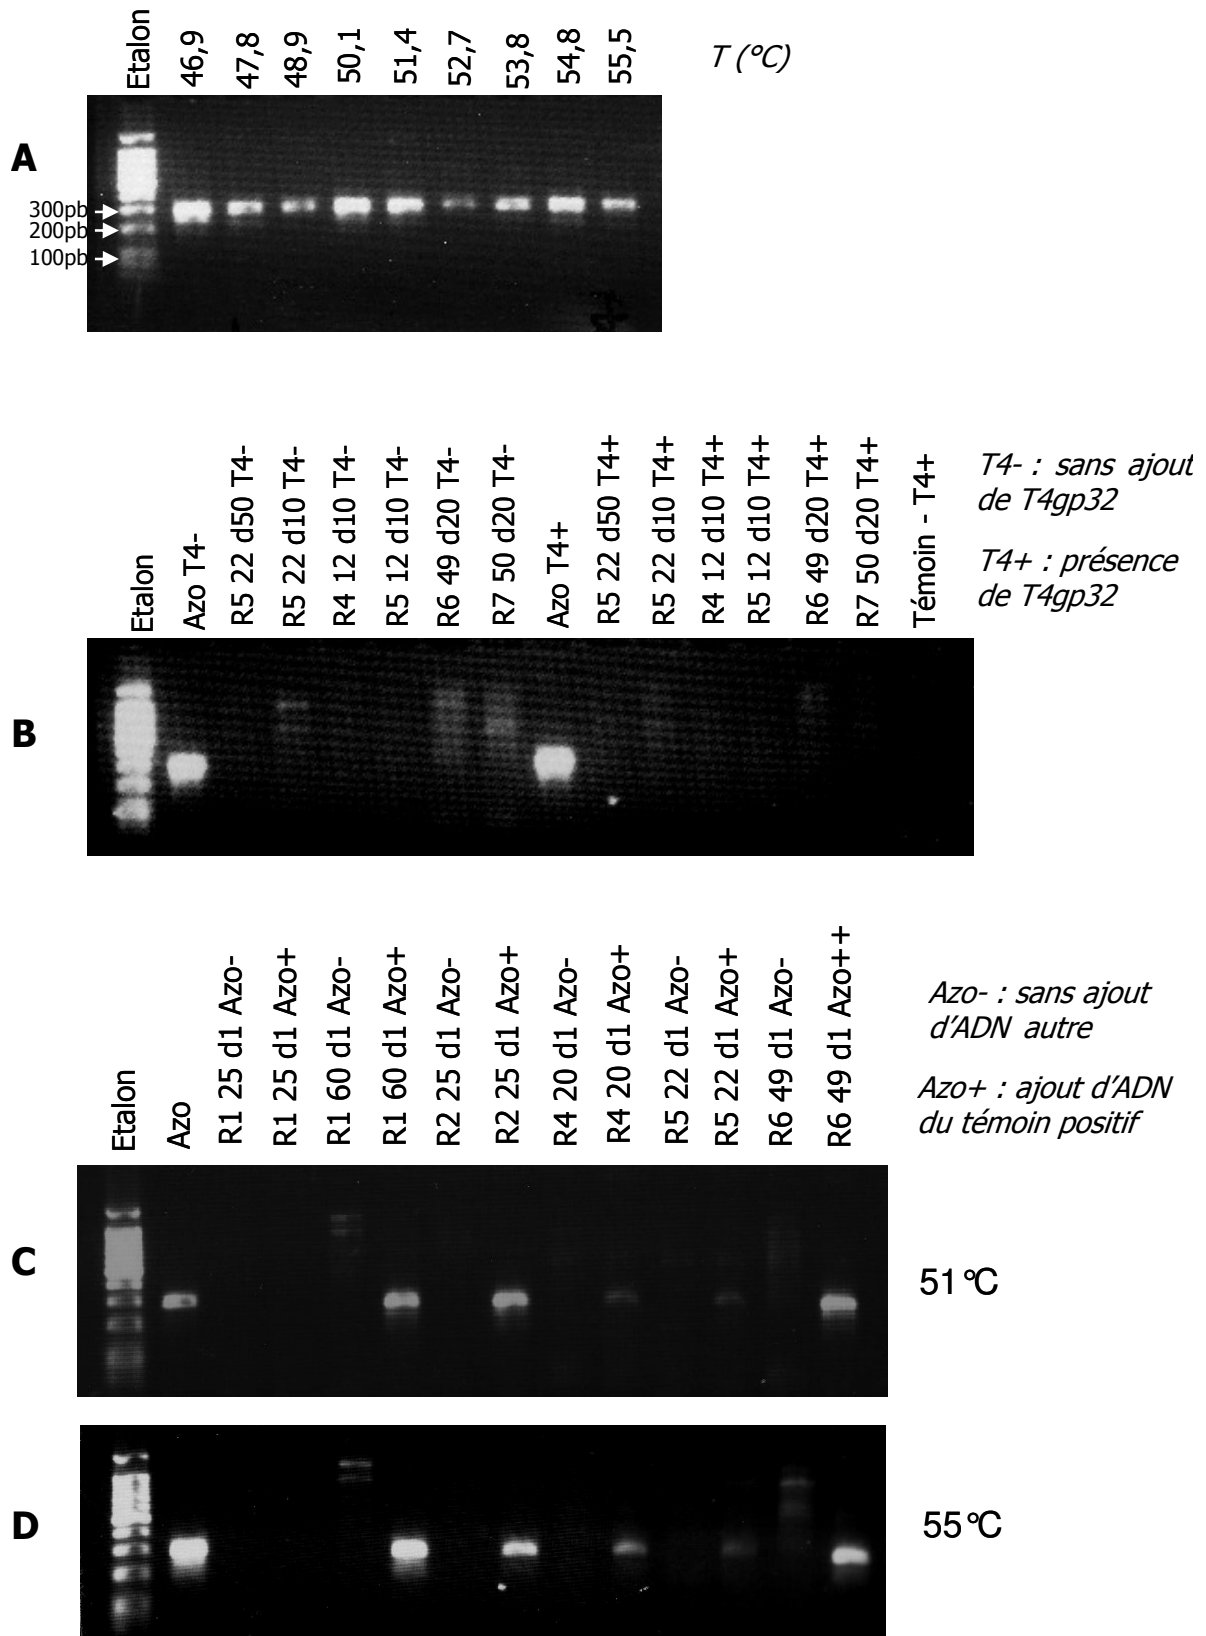 Etalon
46,9
47,8
48,9
50,1
51,4
52,7
53,8
54,8
55,5
T (°C)
A
300pb
200pb
100pb
Etalon
Azo T4-
R5 22 d50 T4-
R5 22 d10 T4-
R4 12 d10 T4-
R5 12 d10 T4-
R6 49 d20 T4-
R7 50 d20 T4-
Azo T4+
R5 22 d50 T4+
R5 22 d10 T4+
R4 12 d10 T4+
R5 12 d10 T4+
R6 49 d20 T4+
R7 50 d20 T4+
Témoin - T4+
T4- : sans ajout
de T4gp32
T4+ : présence
de T4gp32
B
Etalon
Azo
R1 25 d1 Azo-
R1 25 d1 Azo+
R1 60 d1 Azo-
R1 60 d1 Azo+
R2 25 d1 Azo-
R2 25 d1 Azo+
R4 20 d1 Azo-
R4 20 d1 Azo+
R5 22 d1 Azo-
R5 22 d1 Azo+
R6 49 d1 Azo-
R6 49 d1 Azo++
Azo- : sans ajout
d'ADN autre
Azo+ : ajout d'ADN
du témoin positif
C
51°C
D
55°C